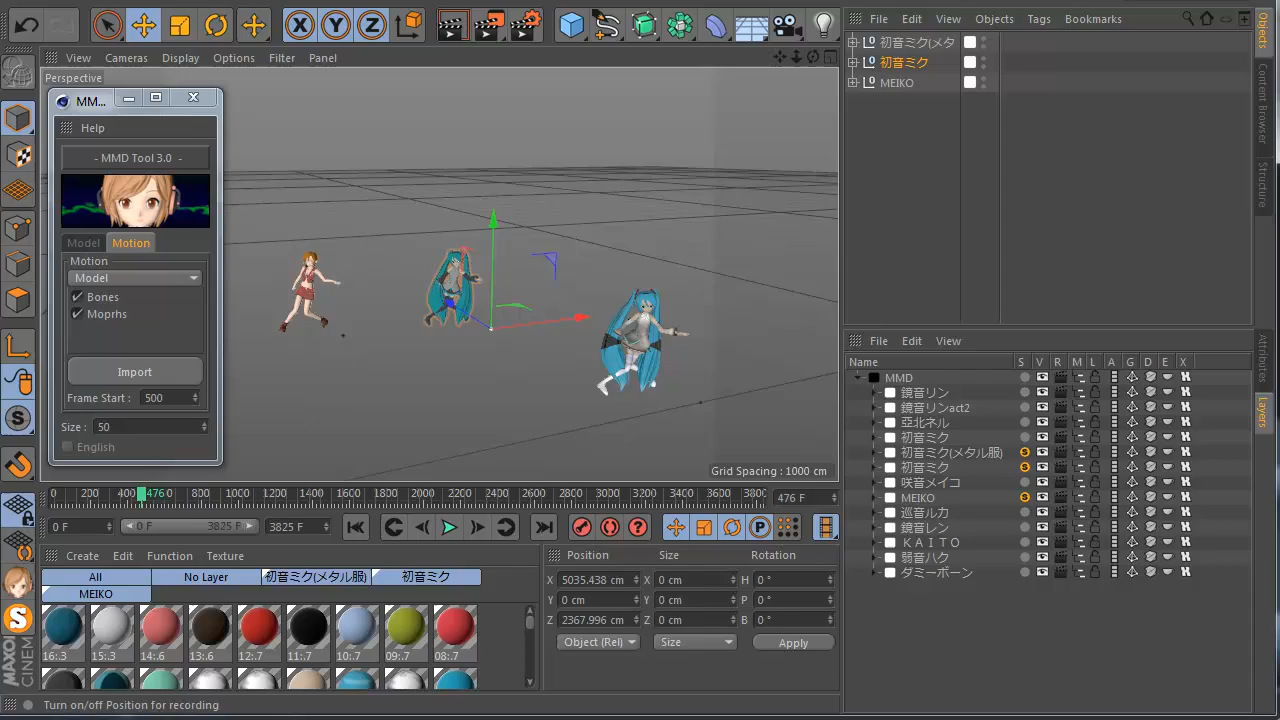 View Cameras Display Options Filter Panel
Perspective
MM...
Help
- MMD Tool 3.0 -
Model Motion
Motion
Model
Bones
Moprhs
Import
Frame Start : 500
Size : 50
English
Grid Spacing : 1000 cm
0 200 400 476 0 800 1000 1200 1400 1600 1800 2000 2200 2400 2600 2800 3000 3200 3400 3600 3800
476 F
0 F
0 F 3825 F
3825 F
Create Edit Function Texture
All No Layer 初音ミク(メタル服) 初音ミク
MEIKO
16:.3 15:.3 14:.6 13:.6 12:.7 11:.7 10:.7 09:.7 08:.7
Position Size Rotation
X 5035.438 cm X 0 cm H 0 °
Y 0 cm Y 0 cm P 0 °
Z 2367.996 cm Z 0 cm B 0 °
Object (Rel) Size Apply
Turn on/off Position for recording
MAXON
CINEM
File Edit View Objects Tags Bookmarks
初音ミク(メタ
初音ミク
MEIKO
Objects
Content Browser
Structure
File Edit View
Name S V R M L A G D E X
MMD
鏡音リン
鏡音リンact2
亞北ネル
初音ミク
初音ミク(メタル服)
初音ミク
咲音メイコ
MEIKO
巡音ルカ
鏡音レン
ＫＡＩＴＯ
弱音ハク
ダミーボーン
Attributes
Layers